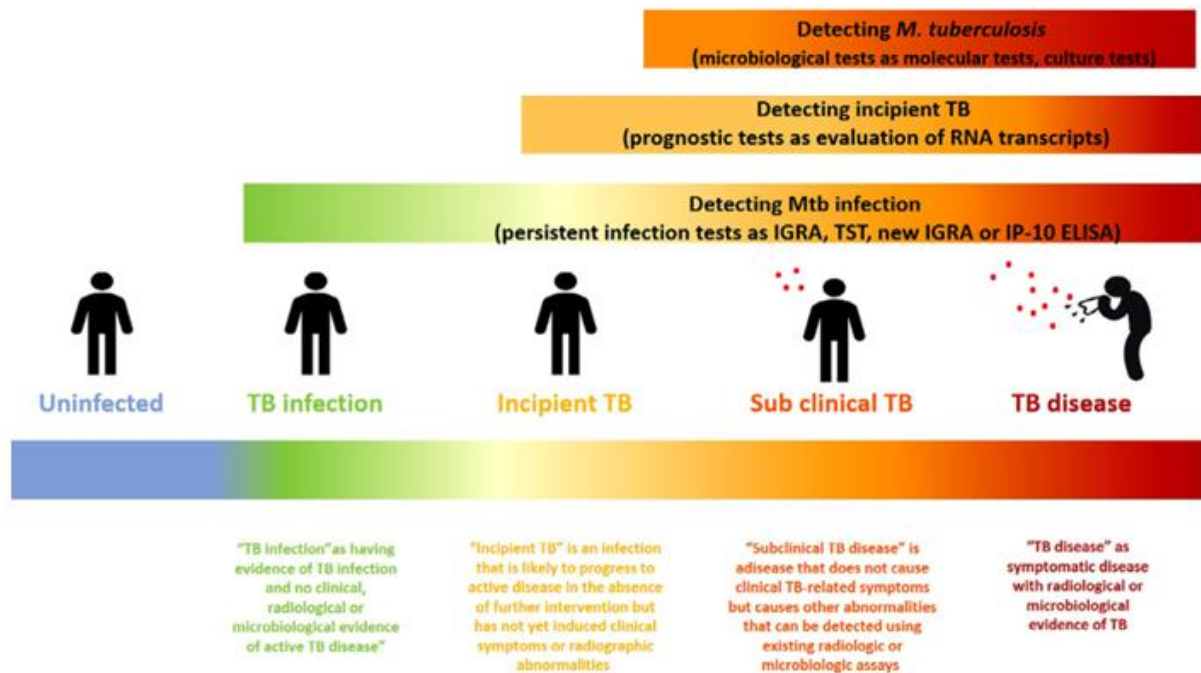 Detecting M. tuberculosis
(microbiological tests as molecular tests, culture tests)
Detecting incipient TB
(prognostic tests as evaluation of RNA transcripts)
Detecting Mtb infection
(persistent infection tests as IGRA, TST, new IGRA or IP-10 ELISA)
Uninfected
TB infection
Incipient TB
Sub clinical TB
TB disease
"TB infection"as having
evidence of TB infection
and no clinical,
radiological or
microbiological evidence
of active TB disease"
"Incipient TB" is an infection
that is likely to progress to
active disease in the absence
of further intervention but
has not yet induced clinical
symptoms or radiographic
abnormalities
"Subclinical TB disease" is
adisease that does not cause
clinical TB-related symptoms
but causes other abnormalities
that can be detected using
existing radiologic or
microbiologic assays
"TB disease" as
symptomatic disease
with radiological or
microbiological
evidence of TB